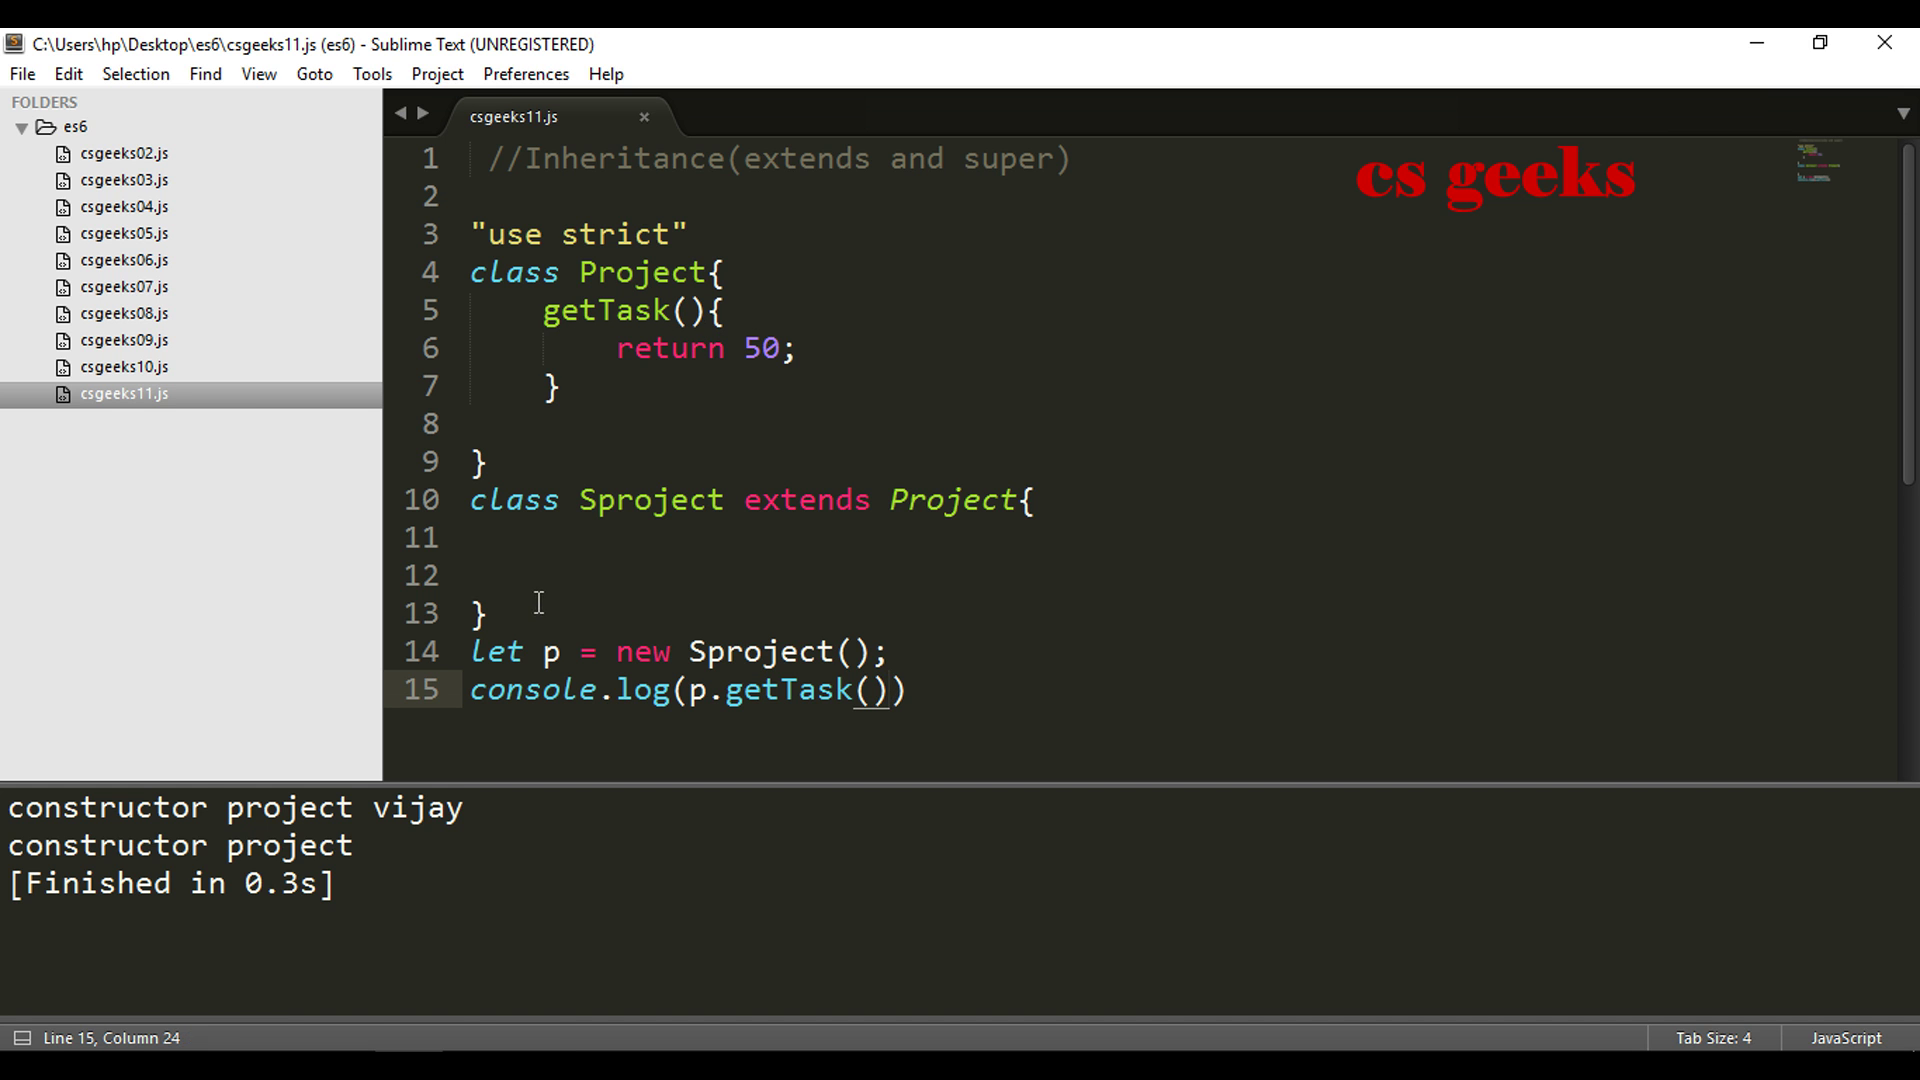 C:\Users\hp\Desktop\es6\csgeeks11.js (es6) - Sublime Text (UNREGISTERED)
File Edit Selection Find View Goto Tools Project Preferences Help
FOLDERS
es6
csgeeks02.js
csgeeks03.js
csgeeks04.js
csgeeks05.js
csgeeks06.js
csgeeks07.js
csgeeks08.js
csgeeks09.js
csgeeks10.js
csgeeks11.js
csgeeks11.js
cs geeks
1 //Inheritance(extends and super)
2
3 "use strict"
4 class Project{
5 getTask(){
6 return 50;
7 }
8
9 }
10 class Sproject extends Project{
11
12
13 }
14 let p = new Sproject();
15 console.log(p.getTask())
constructor project vijay
constructor project
[Finished in 0.3s]
Line 15, Column 24
Tab Size: 4
JavaScript